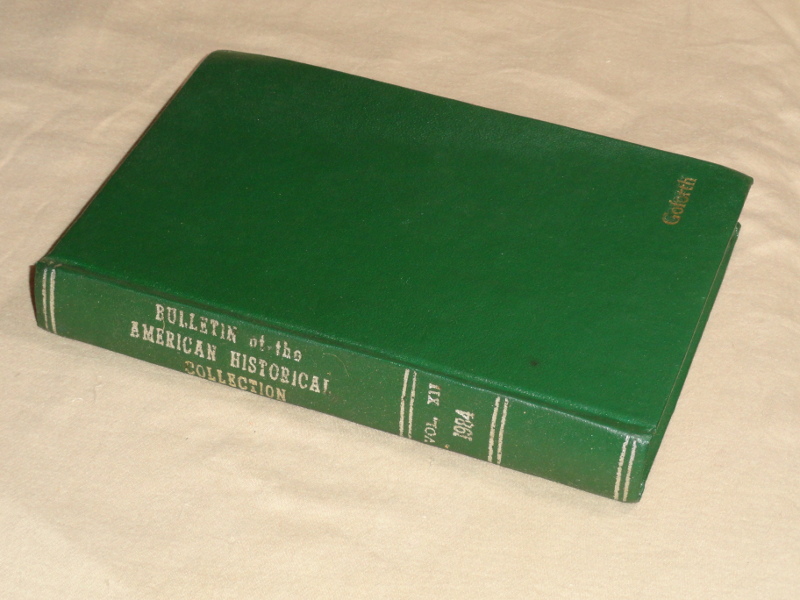 BULLETIN of the
AMERICAN HISTORICAL
COLLECTION
VOL. XII
1984
Goforth